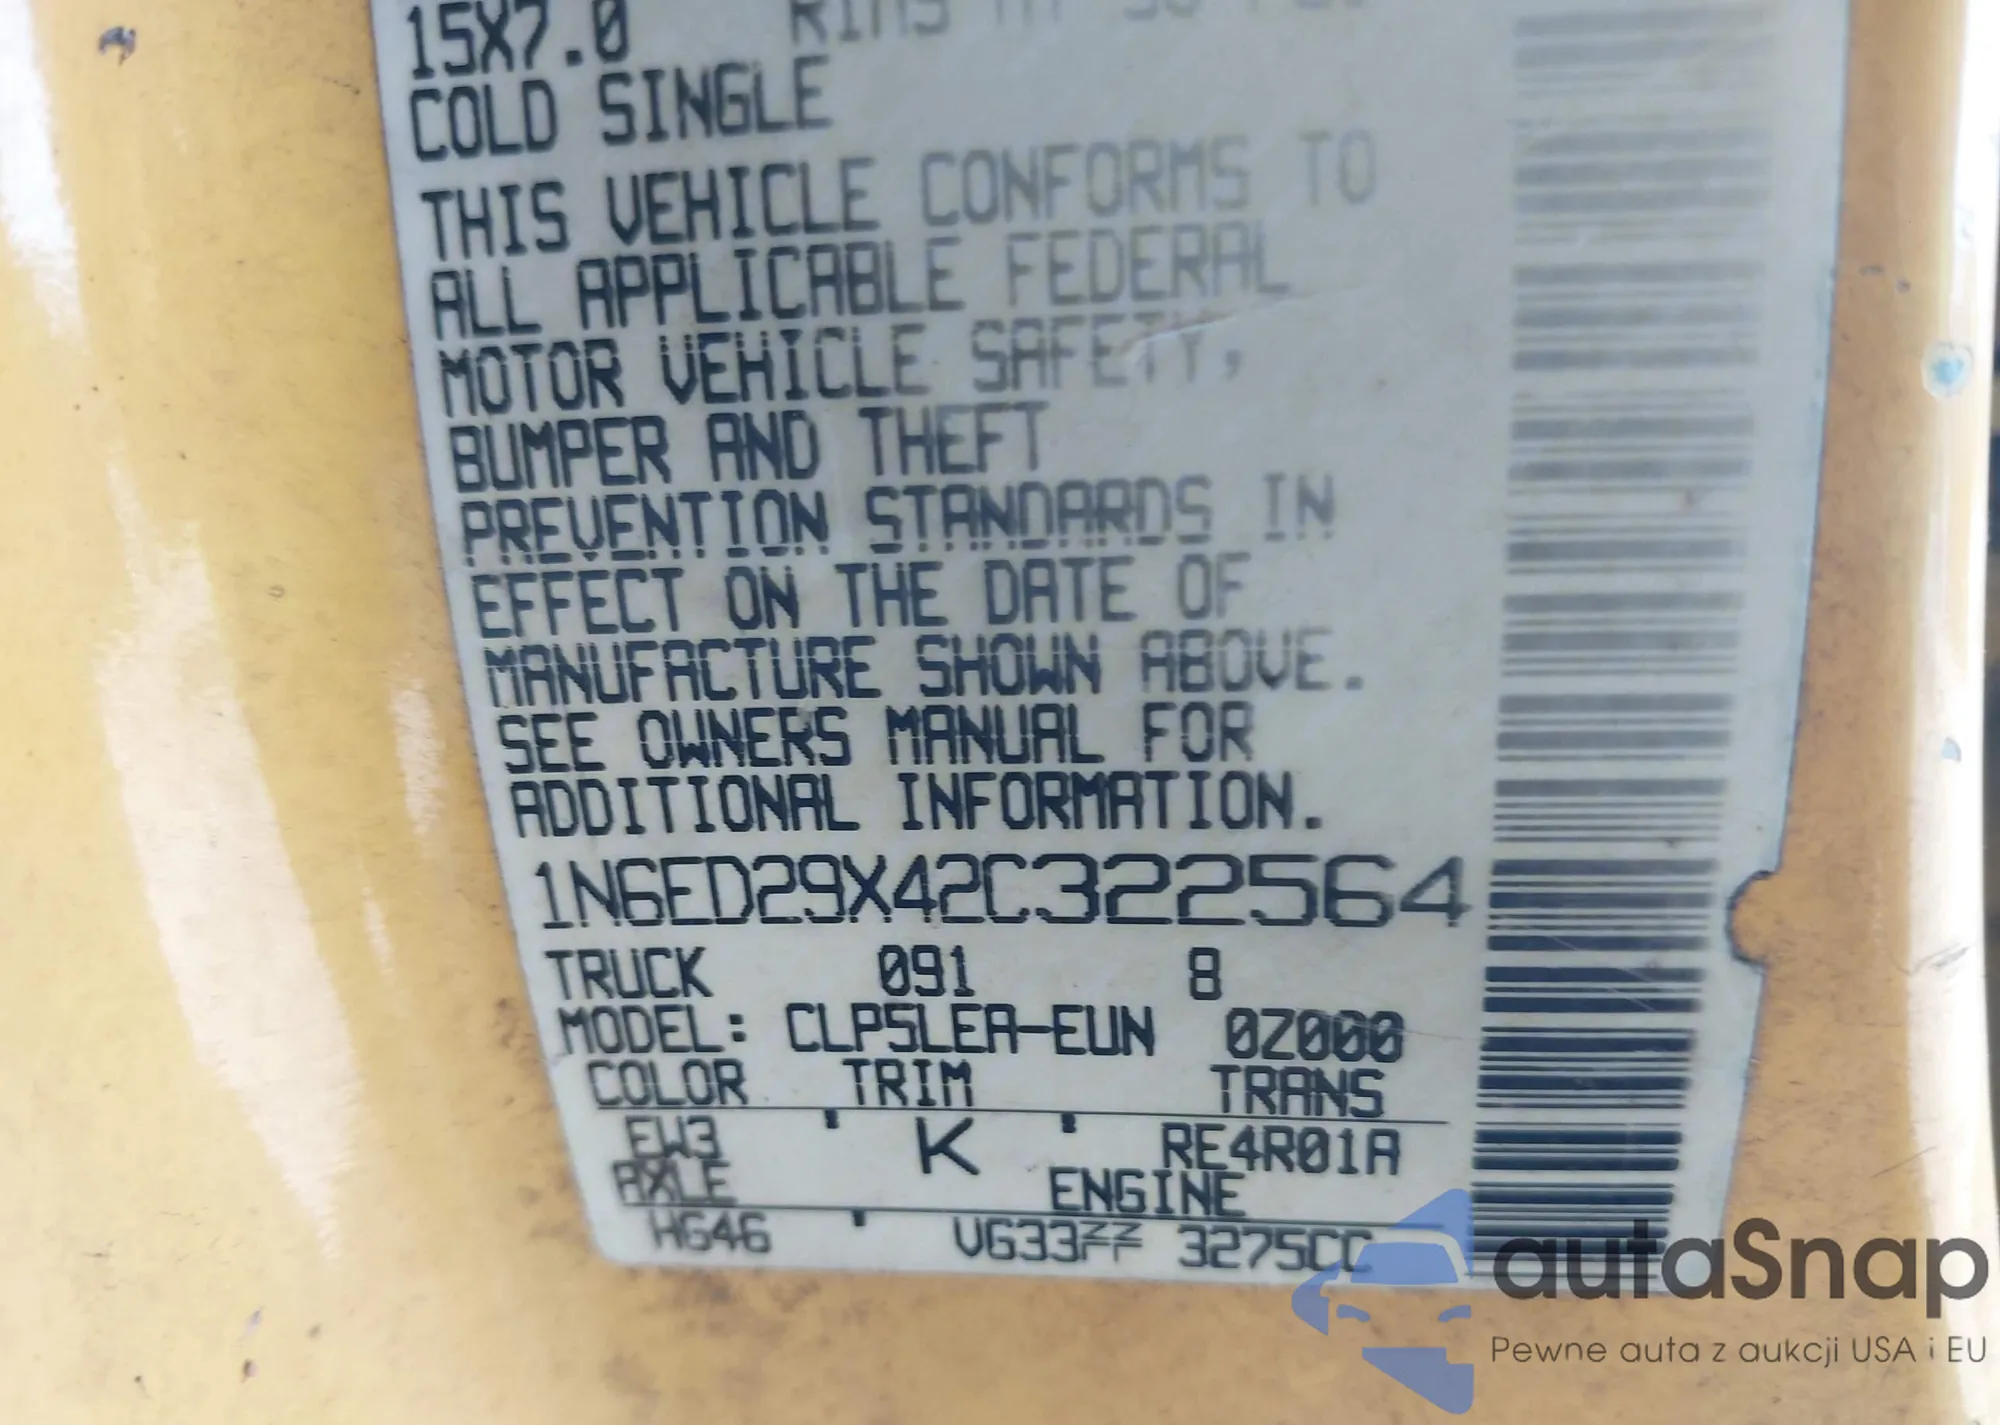 15X7.0 RIMS AT
COLD SINGLE
THIS VEHICLE CONFORMS TO
ALL APPLICABLE FEDERAL
MOTOR VEHICLE SAFETY,
BUMPER AND THEFT
PREVENTION STANDARDS IN
EFFECT ON THE DATE OF
MANUFACTURE SHOWN ABOVE.
SEE OWNERS MANUAL FOR
ADDITIONAL INFORMATION.
1N6ED29X42C322564
TRUCK 091 8
MODEL: CLP5LEA-EUN 0Z000
COLOR TRIM TRANS
EW3 K RE4R01A
AXLE ENGINE
HG46 VG33 3275CC
autoSnap
Pewne auta z aukcji USA i EU